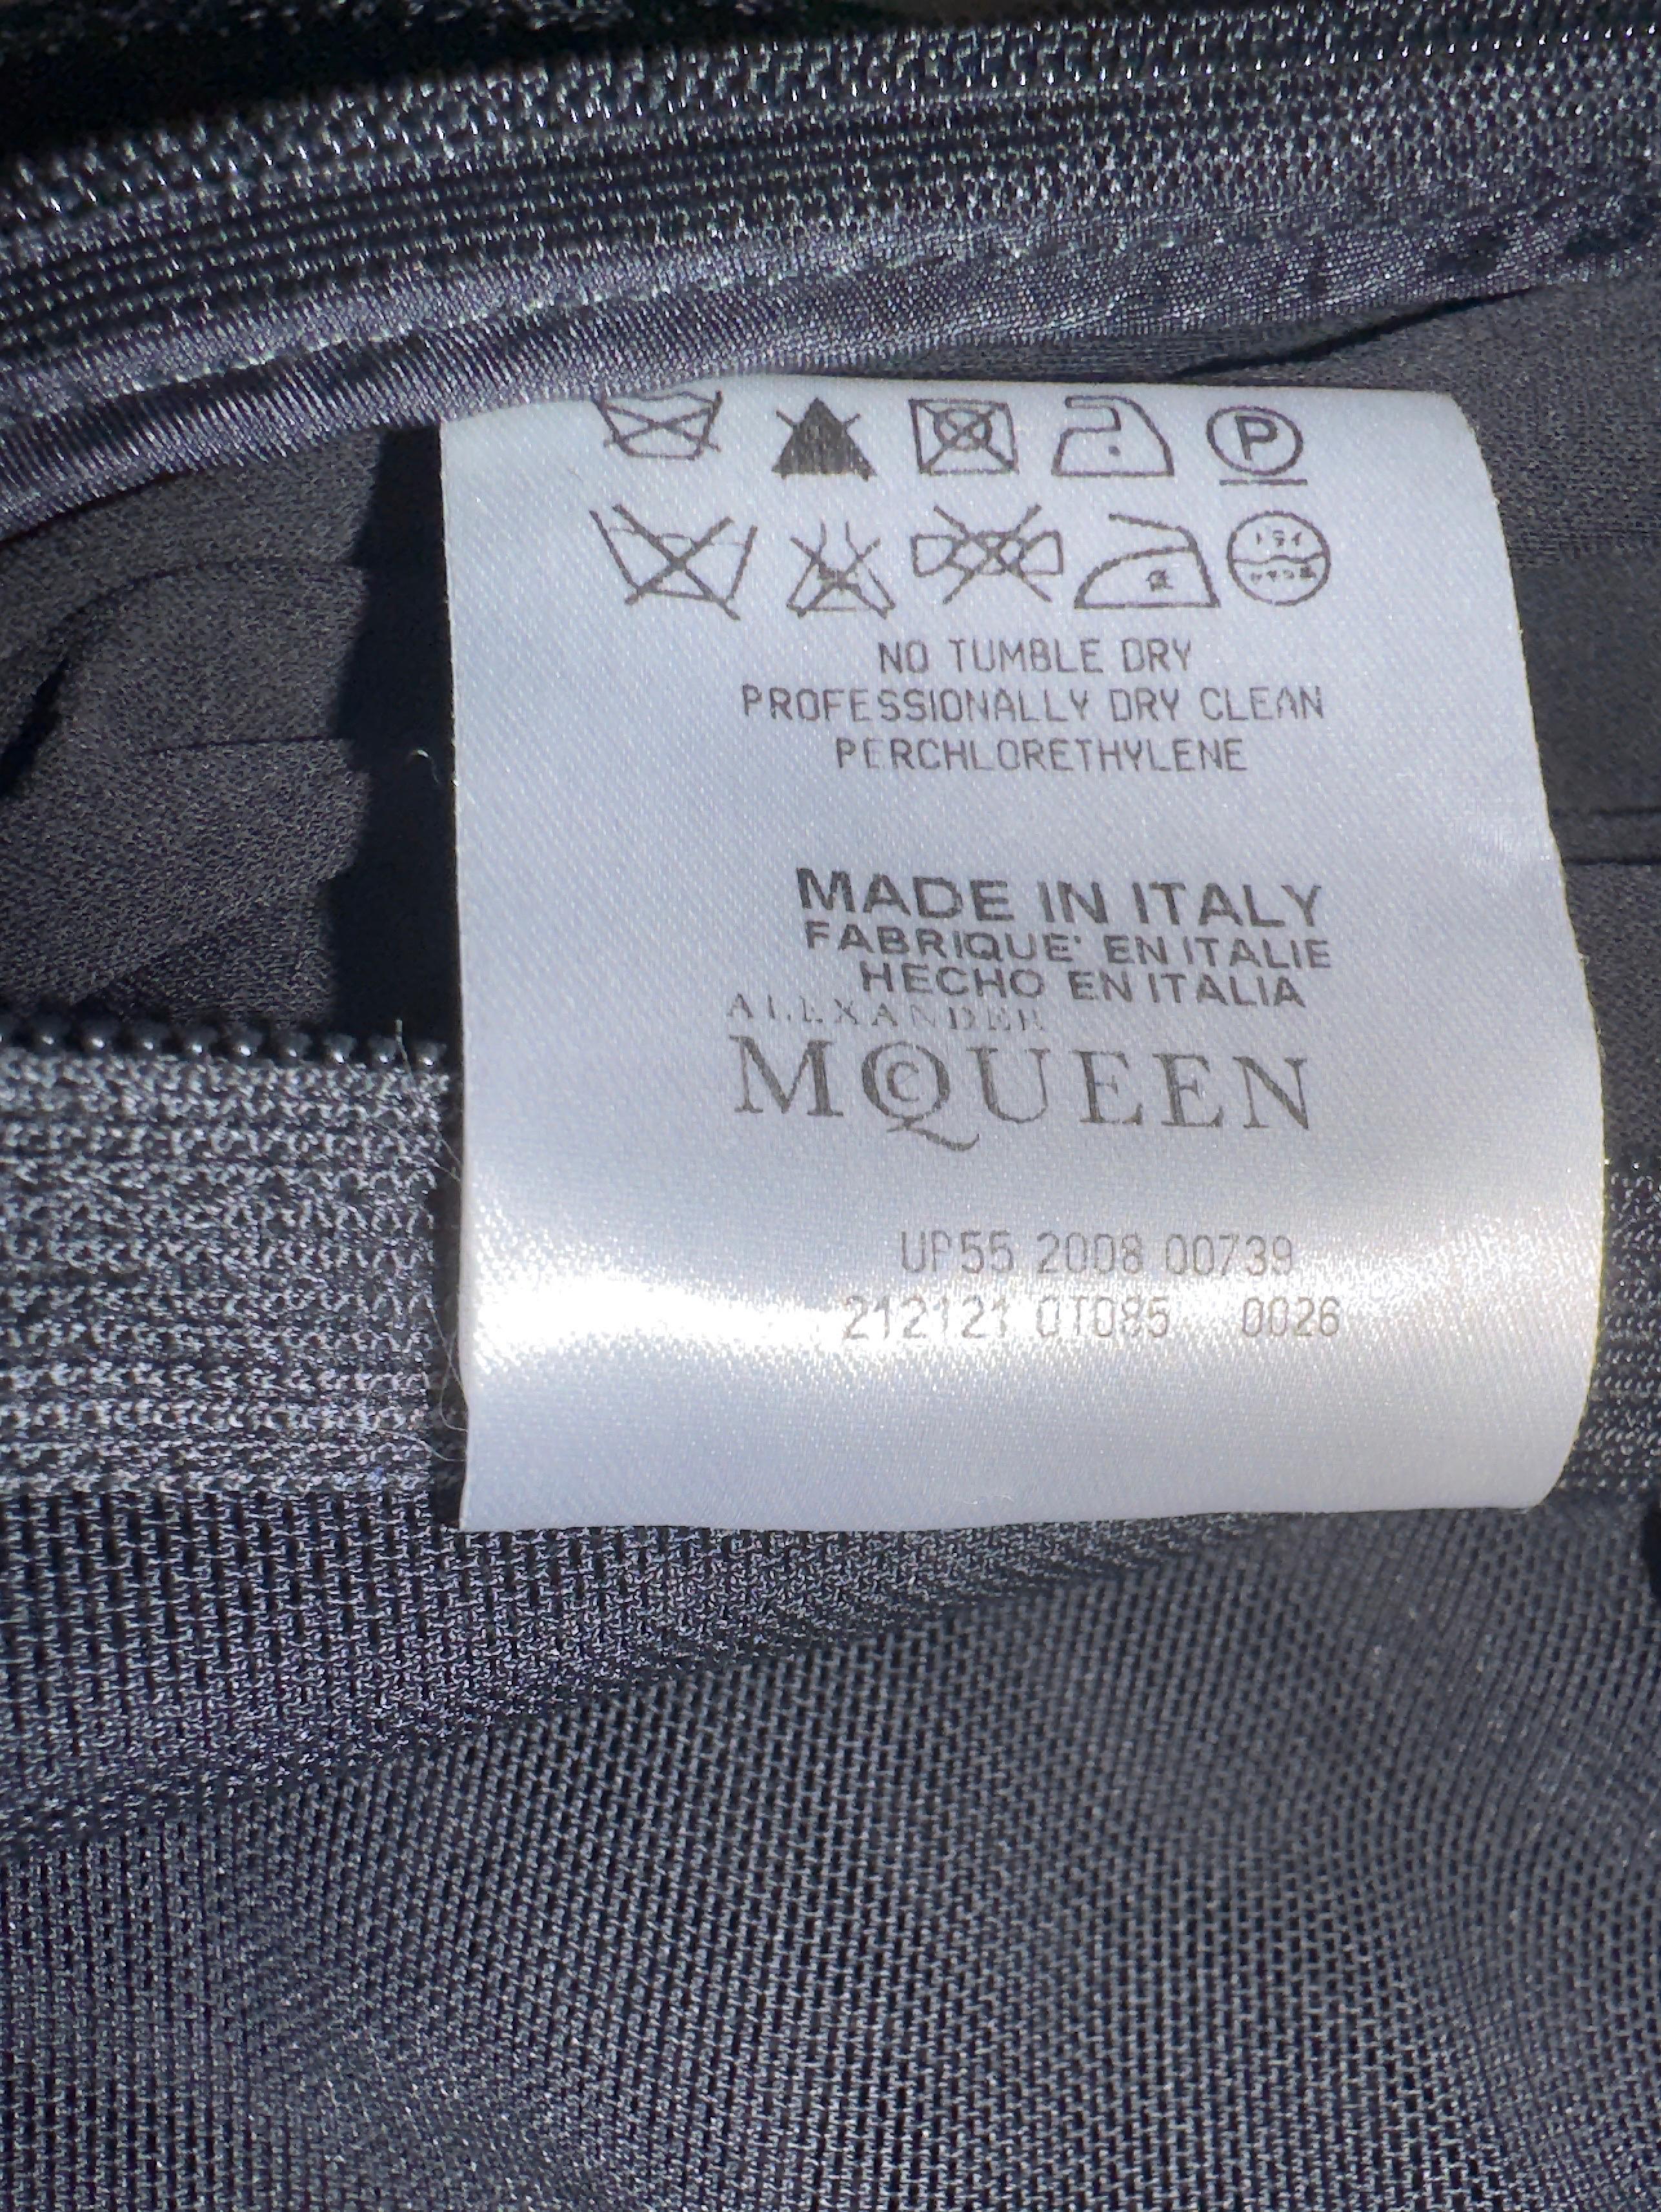 P
NO TUMBLE DRY
PROFESSIONALLY DRY CLEAN
PERCHLORETHYLENE
MADE IN ITALY
FABRIQUE' EN ITALIE
HECHO EN ITALIA
ALEXANDER
MCQUEEN
UP55 2008 00739
212121 0T085 0026